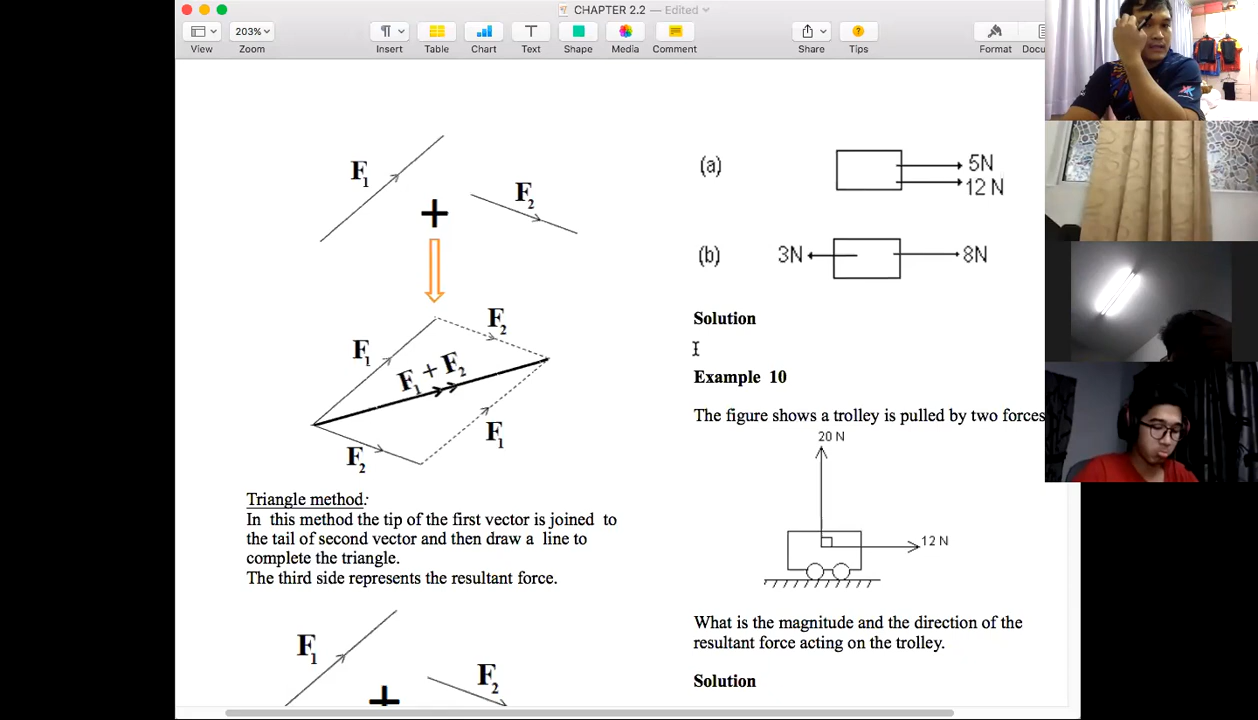 CHAPTER 2.2 — Edited
203%
View
Zoom
Insert
Table
Chart
Text
Shape
Media
Comment
Share
Tips
Format
Docu
F1
+
F2
F1
F2
F1 + F2
F2
F1
Triangle method:
In this method the tip of the first vector is joined to
the tail of second vector and then draw a line to
complete the triangle.
The third side represents the resultant force.
F1
+
F2
(a)
5N
12 N
(b)
3N
8N
Solution
Example 10
The figure shows a trolley is pulled by two forces
20 N
12 N
What is the magnitude and the direction of the
resultant force acting on the trolley.
Solution